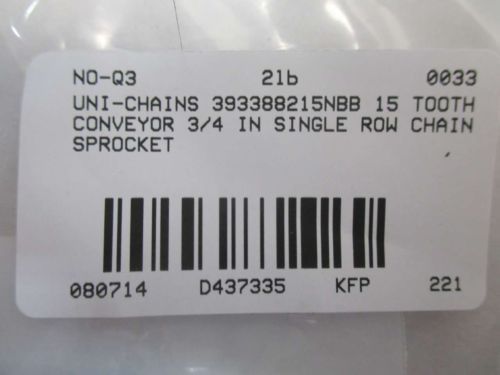 NO-Q3 2lb 0033
UNI-CHAINS 393388215NBB 15 TOOTH
CONVEYOR 3/4 IN SINGLE ROW CHAIN
SPROCKET
080714 D437335 KFP 221